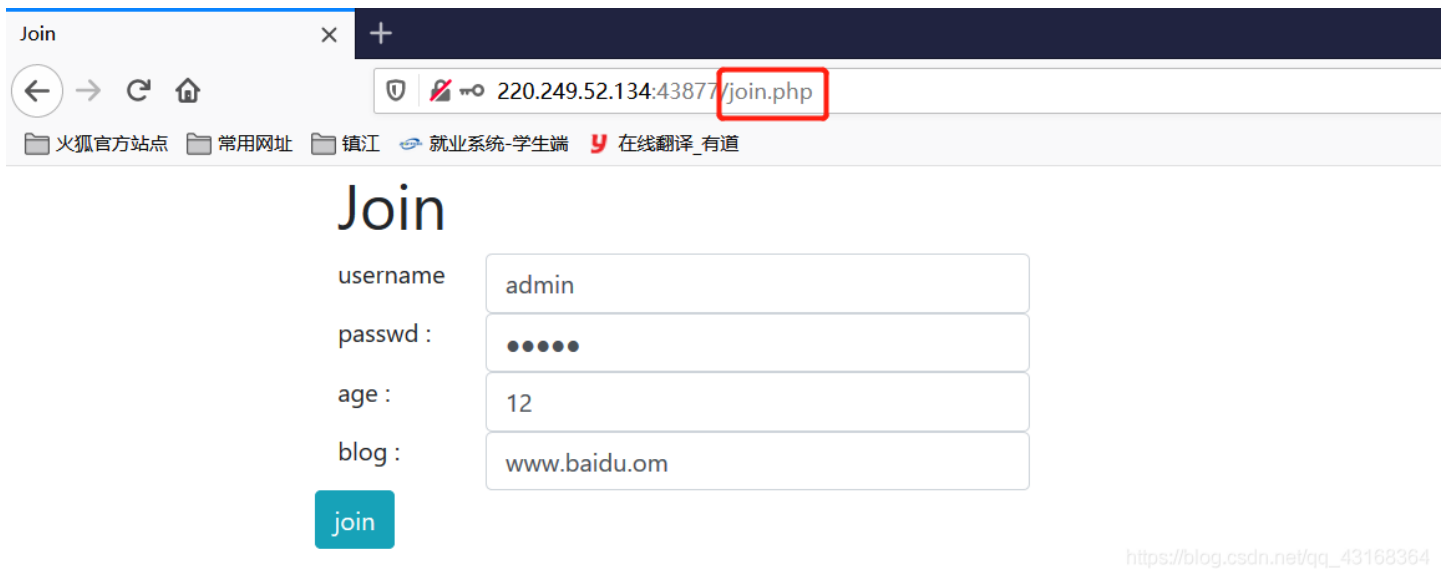 Join
220.249.52.134:43877/join.php
火狐官方站点 常用网址 镇江 就业系统-学生端 在线翻译_有道
Join
username admin
passwd : ●●●●●
age : 12
blog : www.baidu.om
join
https://blog.csdn.net/qq_43168364